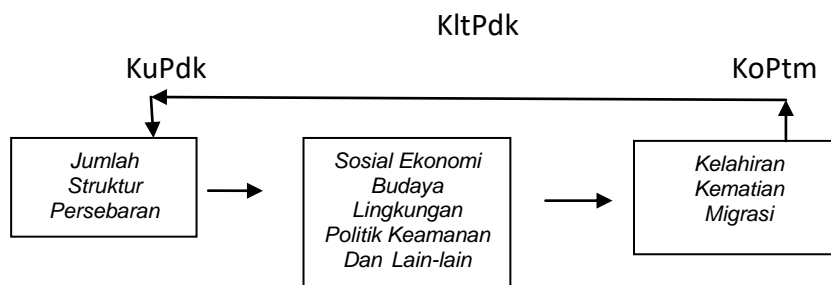 KltPdk
KuPdk
KoPtm
Jumlah
Struktur
Persebaran
Sosial Ekonomi
Budaya
Lingkungan
Politik Keamanan
Dan Lain-lain
Kelahiran
Kematian
Migrasi